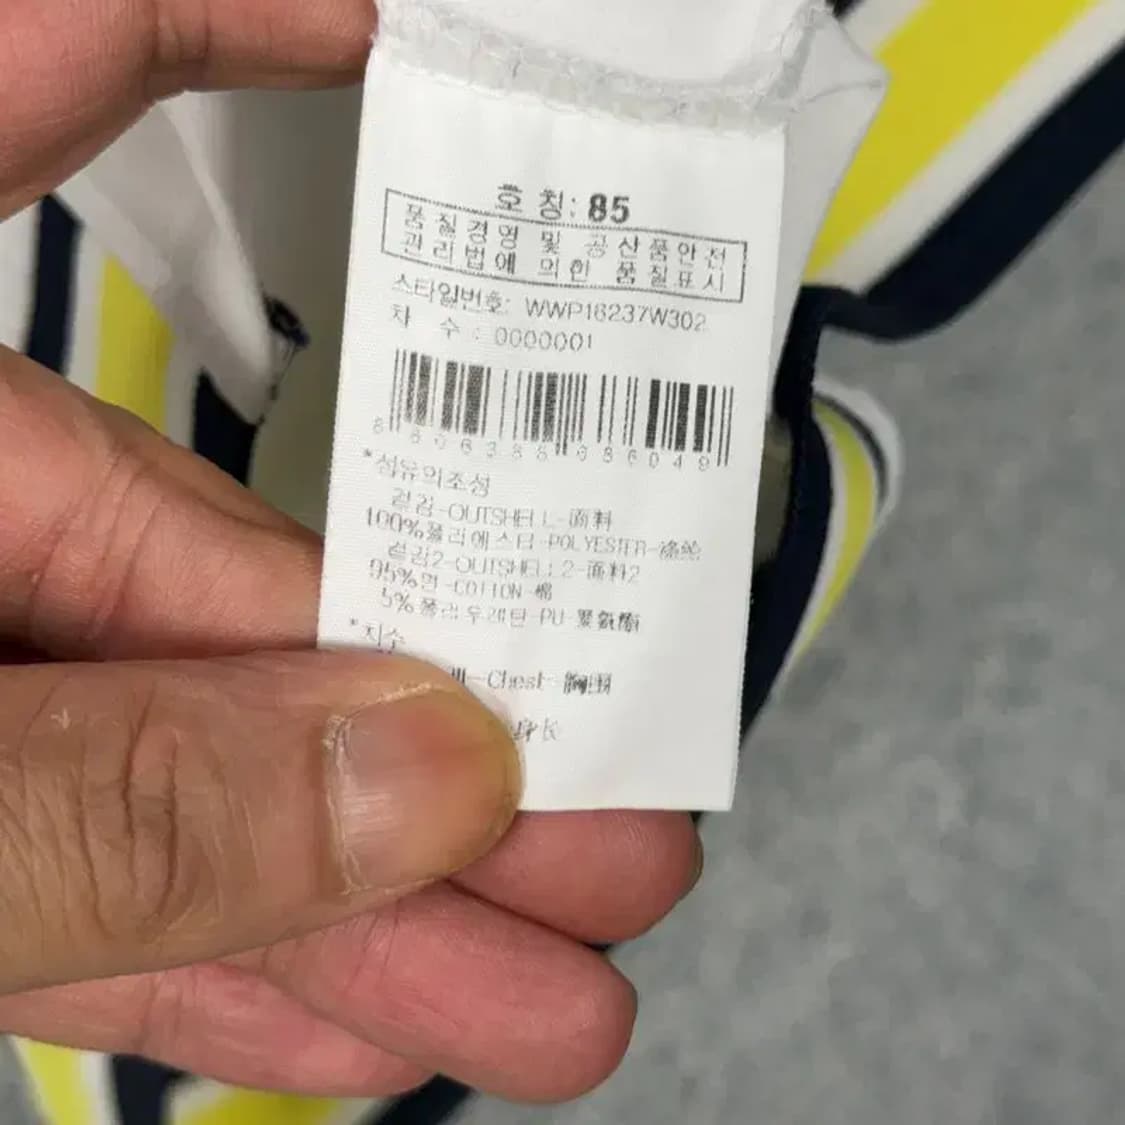 호 칭: 85
품질경영 및 공산품안전
관리법에 의한 품질표시
스타일번호: WWP16237W302
차 수 : 0000001
*섬유의조성
겉감-OUTSHELL-面料
100%폴리에스터-POLYESTER-涤纶
겉감2-OUTSHELL2-面料2
95%면-COTTON-棉
5%폴리우레탄-PU-聚氨酯
*치수
-Chest-胸围
身长